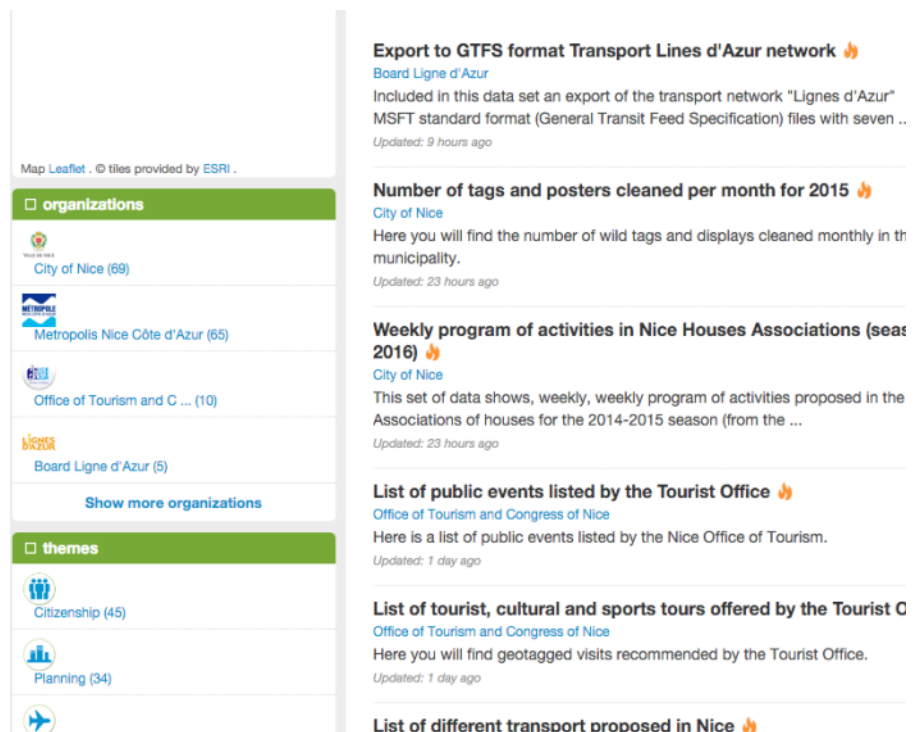 Map Leaflet . © tiles provided by ESRI .
organizations
VILLE DE NICE
City of Nice (69)
MÉTROPOLE
NICE CÔTE D'AZUR
Metropolis Nice Côte d'Azur (65)
Office of Tourism and C ... (10)
LIGNES
D'AZUR
Board Ligne d'Azur (5)
Show more organizations
themes
Citizenship (45)
Planning (34)
Export to GTFS format Transport Lines d'Azur network
Board Ligne d'Azur
Included in this data set an export of the transport network "Lignes d'Azur"
MSFT standard format (General Transit Feed Specification) files with seven ...
Updated: 9 hours ago
Number of tags and posters cleaned per month for 2015
City of Nice
Here you will find the number of wild tags and displays cleaned monthly in th
municipality.
Updated: 23 hours ago
Weekly program of activities in Nice Houses Associations (seas
2016)
City of Nice
This set of data shows, weekly, weekly program of activities proposed in the
Associations of houses for the 2014-2015 season (from the ...
Updated: 23 hours ago
List of public events listed by the Tourist Office
Office of Tourism and Congress of Nice
Here is a list of public events listed by the Nice Office of Tourism.
Updated: 1 day ago
List of tourist, cultural and sports tours offered by the Tourist O
Office of Tourism and Congress of Nice
Here you will find geotagged visits recommended by the Tourist Office.
Updated: 1 day ago
List of different transport proposed in Nice